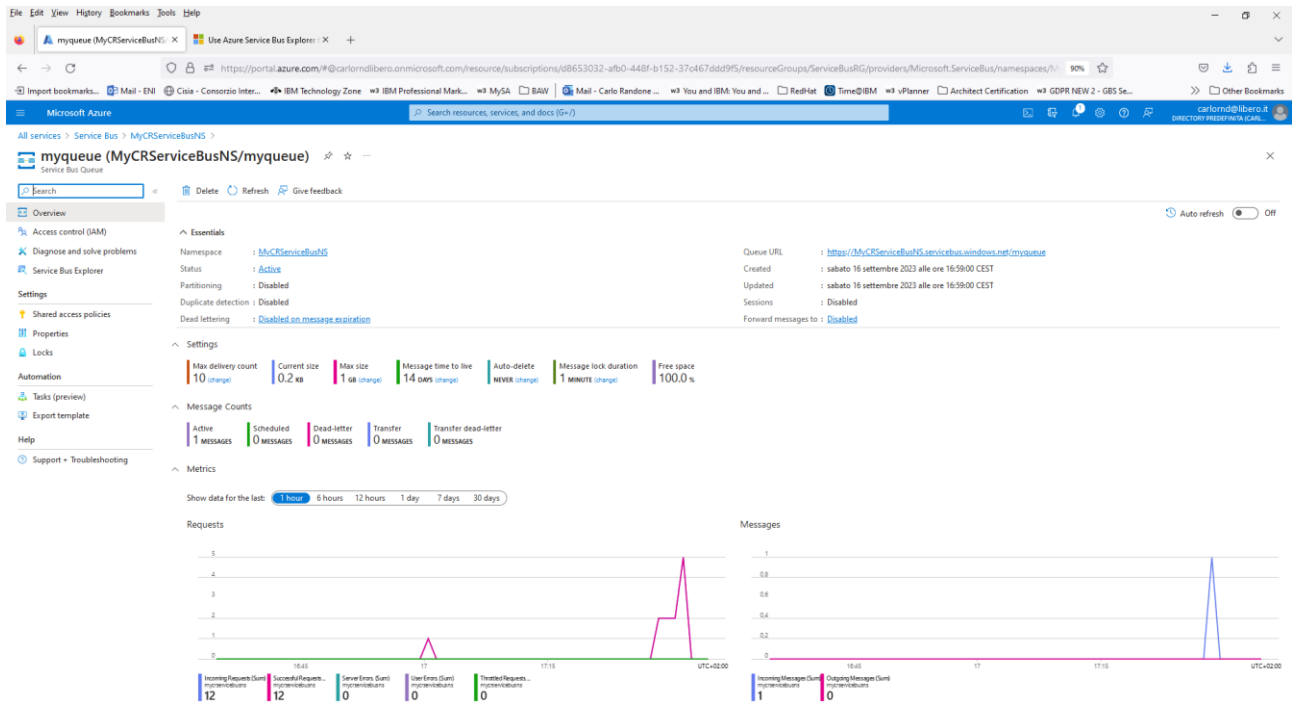 File Edit View History Bookmarks Tools Help
myqueue (MyCRServiceBusNS/
Use Azure Service Bus Explorer
https://portal.azure.com/#@carlorndlibero.onmicrosoft.com/resource/subscriptions/d8653032-afb0-448f-b152-37c467ddd9f5/resourceGroups/ServiceBusRG/providers/Microsoft.ServiceBus/namespaces/M 90%
Import bookmarks... Mail - ENI Cisia - Consorzio Inter... IBM Technology Zone w3 IBM Professional Mark... w3 MySA BAW Mail - Carlo Randone ... w3 You and IBM: You and ... RedHat Time@IBM w3 vPlanner Architect Certification w3 GDPR NEW 2 - GBS Se... Other Bookmarks
Microsoft Azure Search resources, services, and docs (G+/) 1 carlornd@libero.it
DIRECTORY PREDEFINITA (CARL...
All services > Service Bus > MyCRServiceBusNS >
myqueue (MyCRServiceBusNS/myqueue) ...
Service Bus Queue
Search « Delete Refresh Give feedback
Overview Auto refresh Off
Access control (IAM)
Diagnose and solve problems
Service Bus Explorer
Settings
Shared access policies
Properties
Locks
Automation
Tasks (preview)
Export template
Help
Support + Troubleshooting
Essentials
Namespace : MyCRServiceBusNS
Status : Active
Partitioning : Disabled
Duplicate detection : Disabled
Dead lettering : Disabled on message expiration
Queue URL : https://MyCRServiceBusNS.servicebus.windows.net/myqueue
Created : sabato 16 settembre 2023 alle ore 16:59:00 CEST
Updated : sabato 16 settembre 2023 alle ore 16:59:00 CEST
Sessions : Disabled
Forward messages to : Disabled
Settings
Max delivery count Current size Max size Message time to live Auto-delete Message lock duration Free space
10 (change) 0.2 KB 1 GB (change) 14 DAYS (change) NEVER (change) 1 MINUTE (change) 100.0 %
Message Counts
Active Scheduled Dead-letter Transfer Transfer dead-letter
1 MESSAGES 0 MESSAGES 0 MESSAGES 0 MESSAGES 0 MESSAGES
Metrics
Show data for the last: 1 hour 6 hours 12 hours 1 day 7 days 30 days
Requests
5
4
3
2
1
0
16:45 17 17:15 UTC+02:00
Incoming Requests (Sum) Successful Requests... Server Errors. (Sum) User Errors. (Sum) Throttled Requests...
mycrservicebusns mycrservicebusns mycrservicebusns mycrservicebusns mycrservicebusns
12 12 0 0 0
Messages
1
0.8
0.6
0.4
0.2
0
16:45 17 17:15 UTC+02:00
Incoming Messages (Sum) Outgoing Messages (Sum)
mycrservicebusns mycrservicebusns
1 0